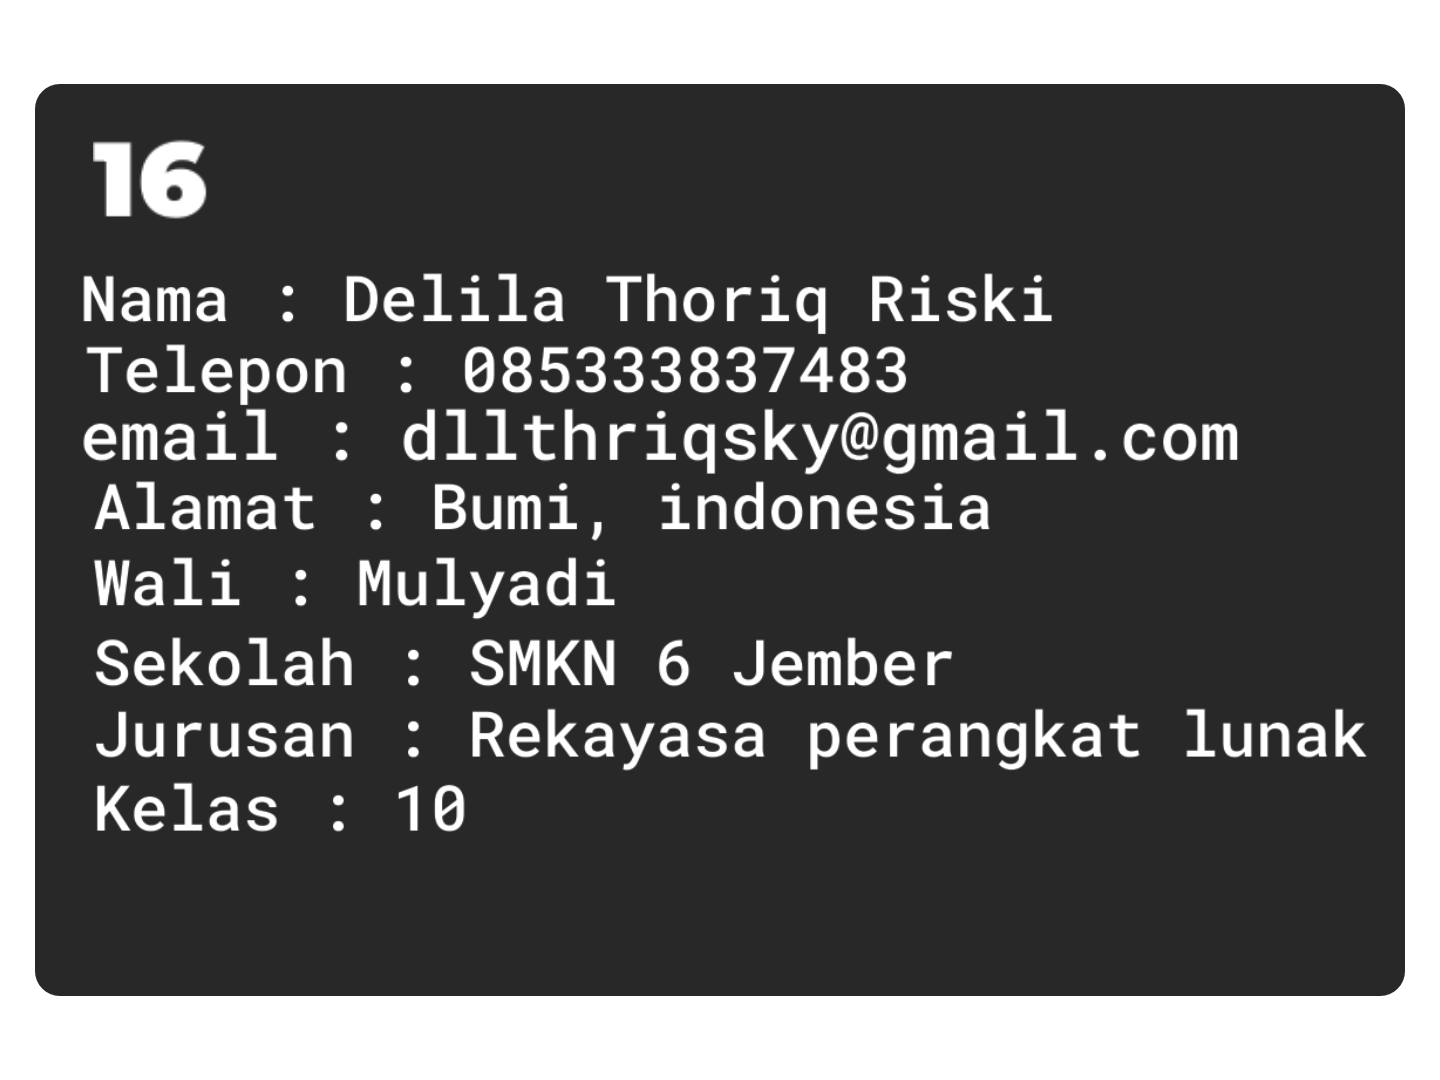 16
Nama : Delila Thoriq Riski
Telepon : 085333837483
email : dllthriqsky@gmail.com
Alamat : Bumi, indonesia
Wali : Mulyadi
Sekolah : SMKN 6 Jember
Jurusan : Rekayasa perangkat lunak
Kelas : 10